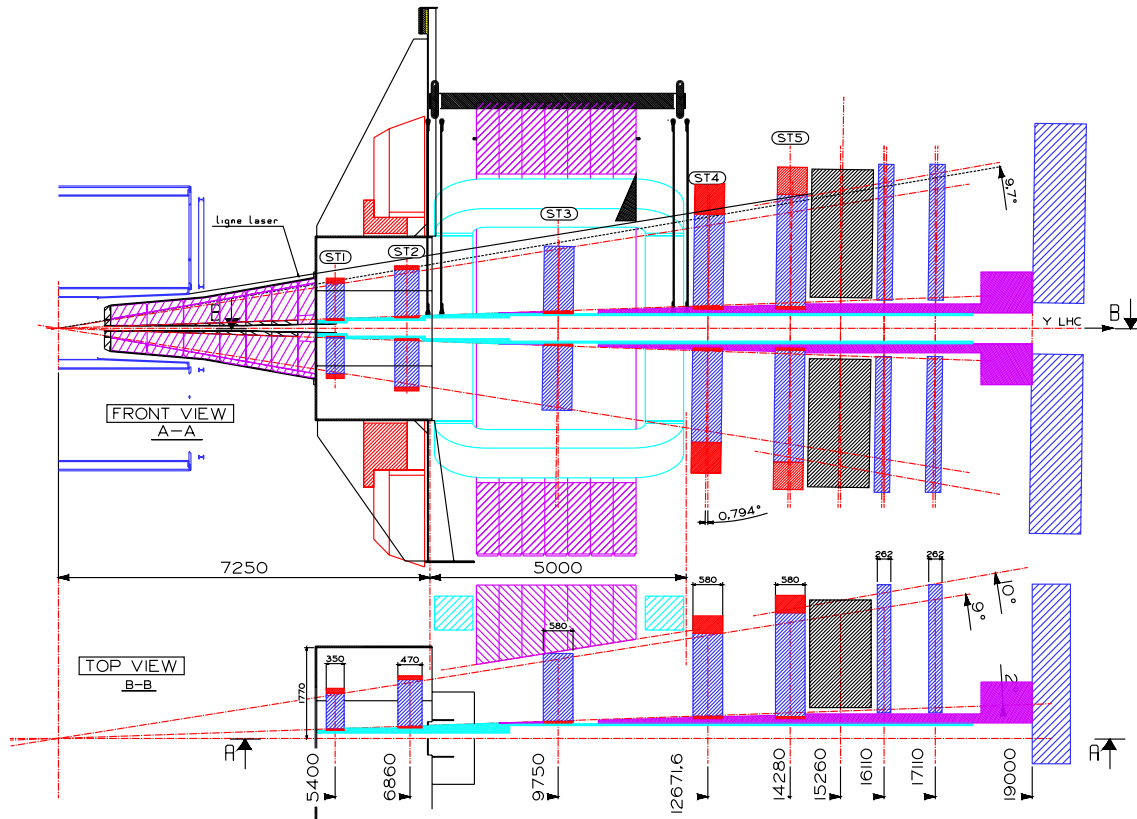 ST5
ST4
9,7°
ST3
ligne laser
ST1
ST2
B
Y LHC
B
FRONT VIEW
A-A
0,794°
7250
5000
262
262
580
580
10°
9°
580
TOP VIEW
B-B
350
470
1770
2°
A
A
5400
6860
9750
12671,6
14280
15260
16110
17110
19000